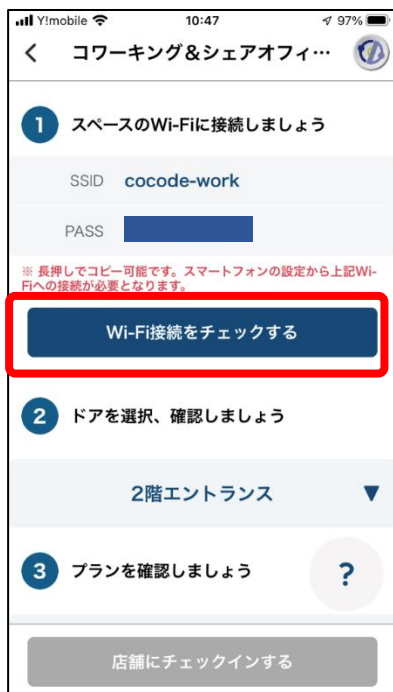 Y!mobile 10:47 97%
コワーキング＆シェアオフィ…
1 スペースのWi-Fiに接続しましょう
SSID cocode-work
PASS
※ 長押しでコピー可能です。スマートフォンの設定から上記Wi-
Fiへの接続が必要となります。
Wi-Fi接続をチェックする
2 ドアを選択、確認しましょう
2階エントランス ▼
3 プランを確認しましょう ?
店舗にチェックインする